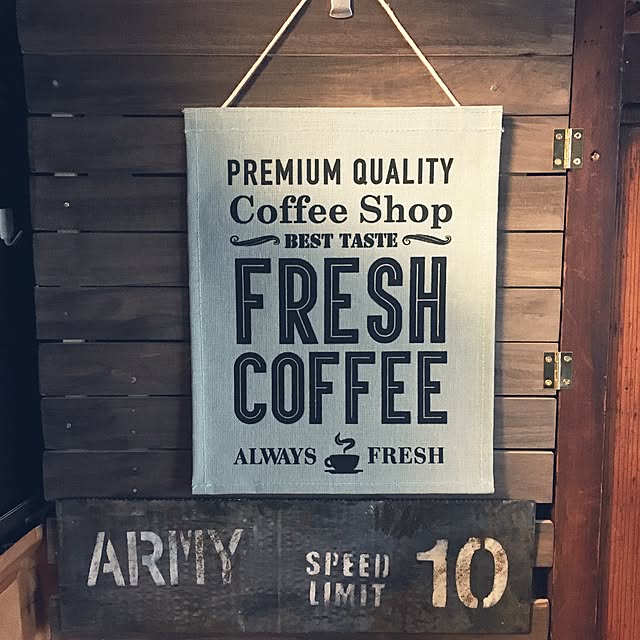 PREMIUM QUALITY
Coffee Shop
BEST TASTE
FRESH
COFFEE
ALWAYS FRESH
ARMY SPEED LIMIT 10